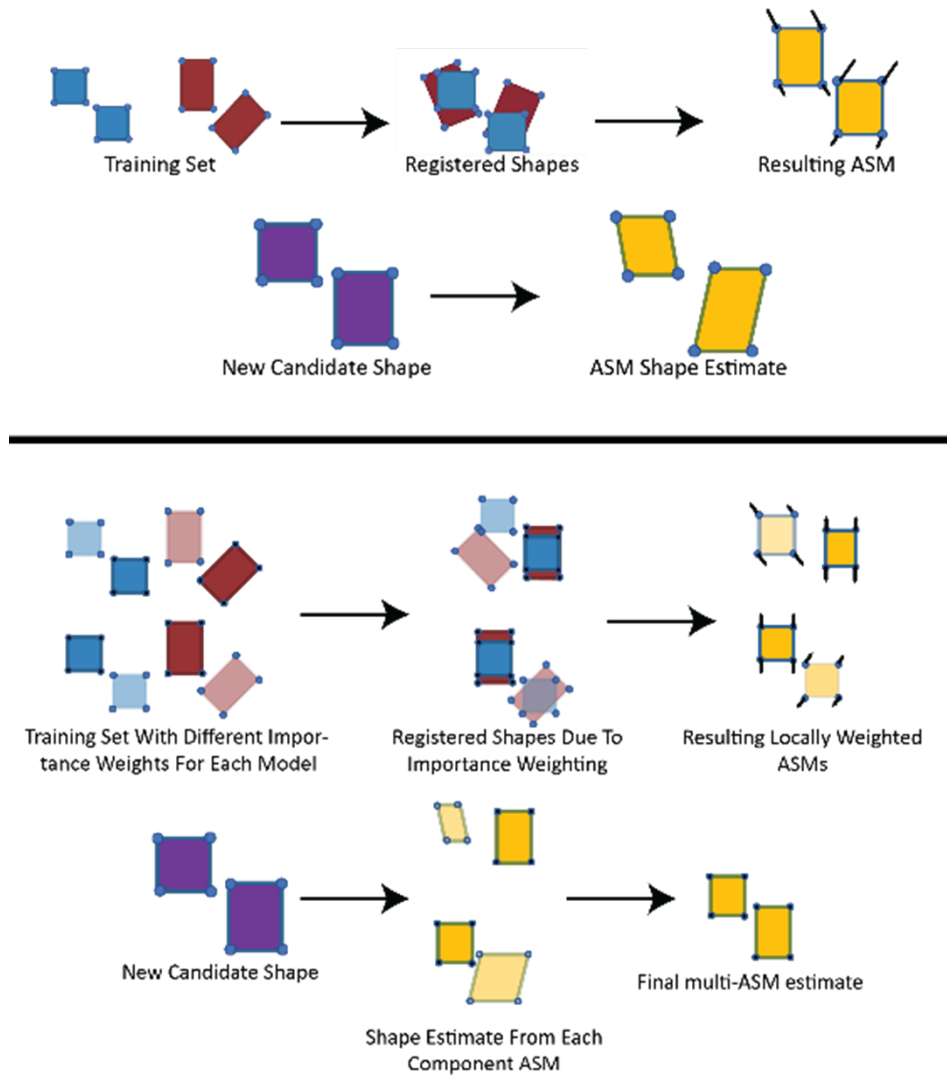 Training Set
Registered Shapes
Resulting ASM
New Candidate Shape
ASM Shape Estimate
Training Set With Different Impor-
tance Weights For Each Model
Registered Shapes Due To
Importance Weighting
Resulting Locally Weighted
ASMs
New Candidate Shape
Shape Estimate From Each
Component ASM
Final multi-ASM estimate